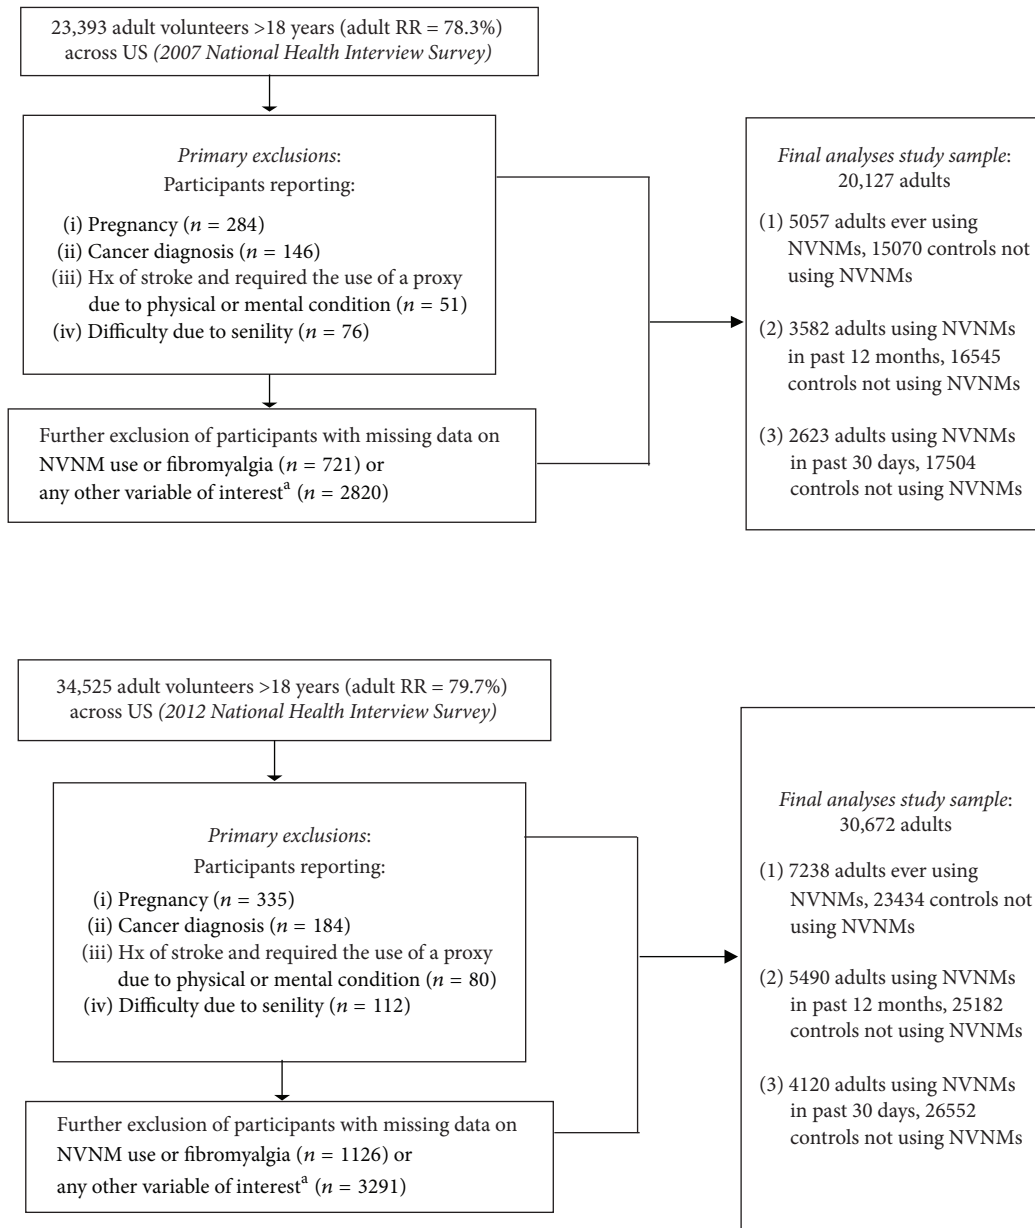 23,393 adult volunteers >18 years (adult RR = 78.3%)
across US (2007 National Health Interview Survey)
Primary exclusions:
Participants reporting:
(i) Pregnancy (n = 284)
(ii) Cancer diagnosis (n = 146)
(iii) Hx of stroke and required the use of a proxy
due to physical or mental condition (n = 51)
(iv) Difficulty due to senility (n = 76)
Further exclusion of participants with missing data on
NVNM use or fibromyalgia (n = 721) or
any other variable of interestᵃ (n = 2820)
Final analyses study sample:
20,127 adults
(1) 5057 adults ever using
NVNMs, 15070 controls not
using NVNMs
(2) 3582 adults using NVNMs
in past 12 months, 16545
controls not using NVNMs
(3) 2623 adults using NVNMs
in past 30 days, 17504
controls not using NVNMs
34,525 adult volunteers >18 years (adult RR = 79.7%)
across US (2012 National Health Interview Survey)
Primary exclusions:
Participants reporting:
(i) Pregnancy (n = 335)
(ii) Cancer diagnosis (n = 184)
(iii) Hx of stroke and required the use of a proxy
due to physical or mental condition (n = 80)
(iv) Difficulty due to senility (n = 112)
Further exclusion of participants with missing data on
NVNM use or fibromyalgia (n = 1126) or
any other variable of interestᵃ (n = 3291)
Final analyses study sample:
30,672 adults
(1) 7238 adults ever using
NVNMs, 23434 controls not
using NVNMs
(2) 5490 adults using NVNMs
in past 12 months, 25182
controls not using NVNMs
(3) 4120 adults using NVNMs
in past 30 days, 26552
controls not using NVNMs